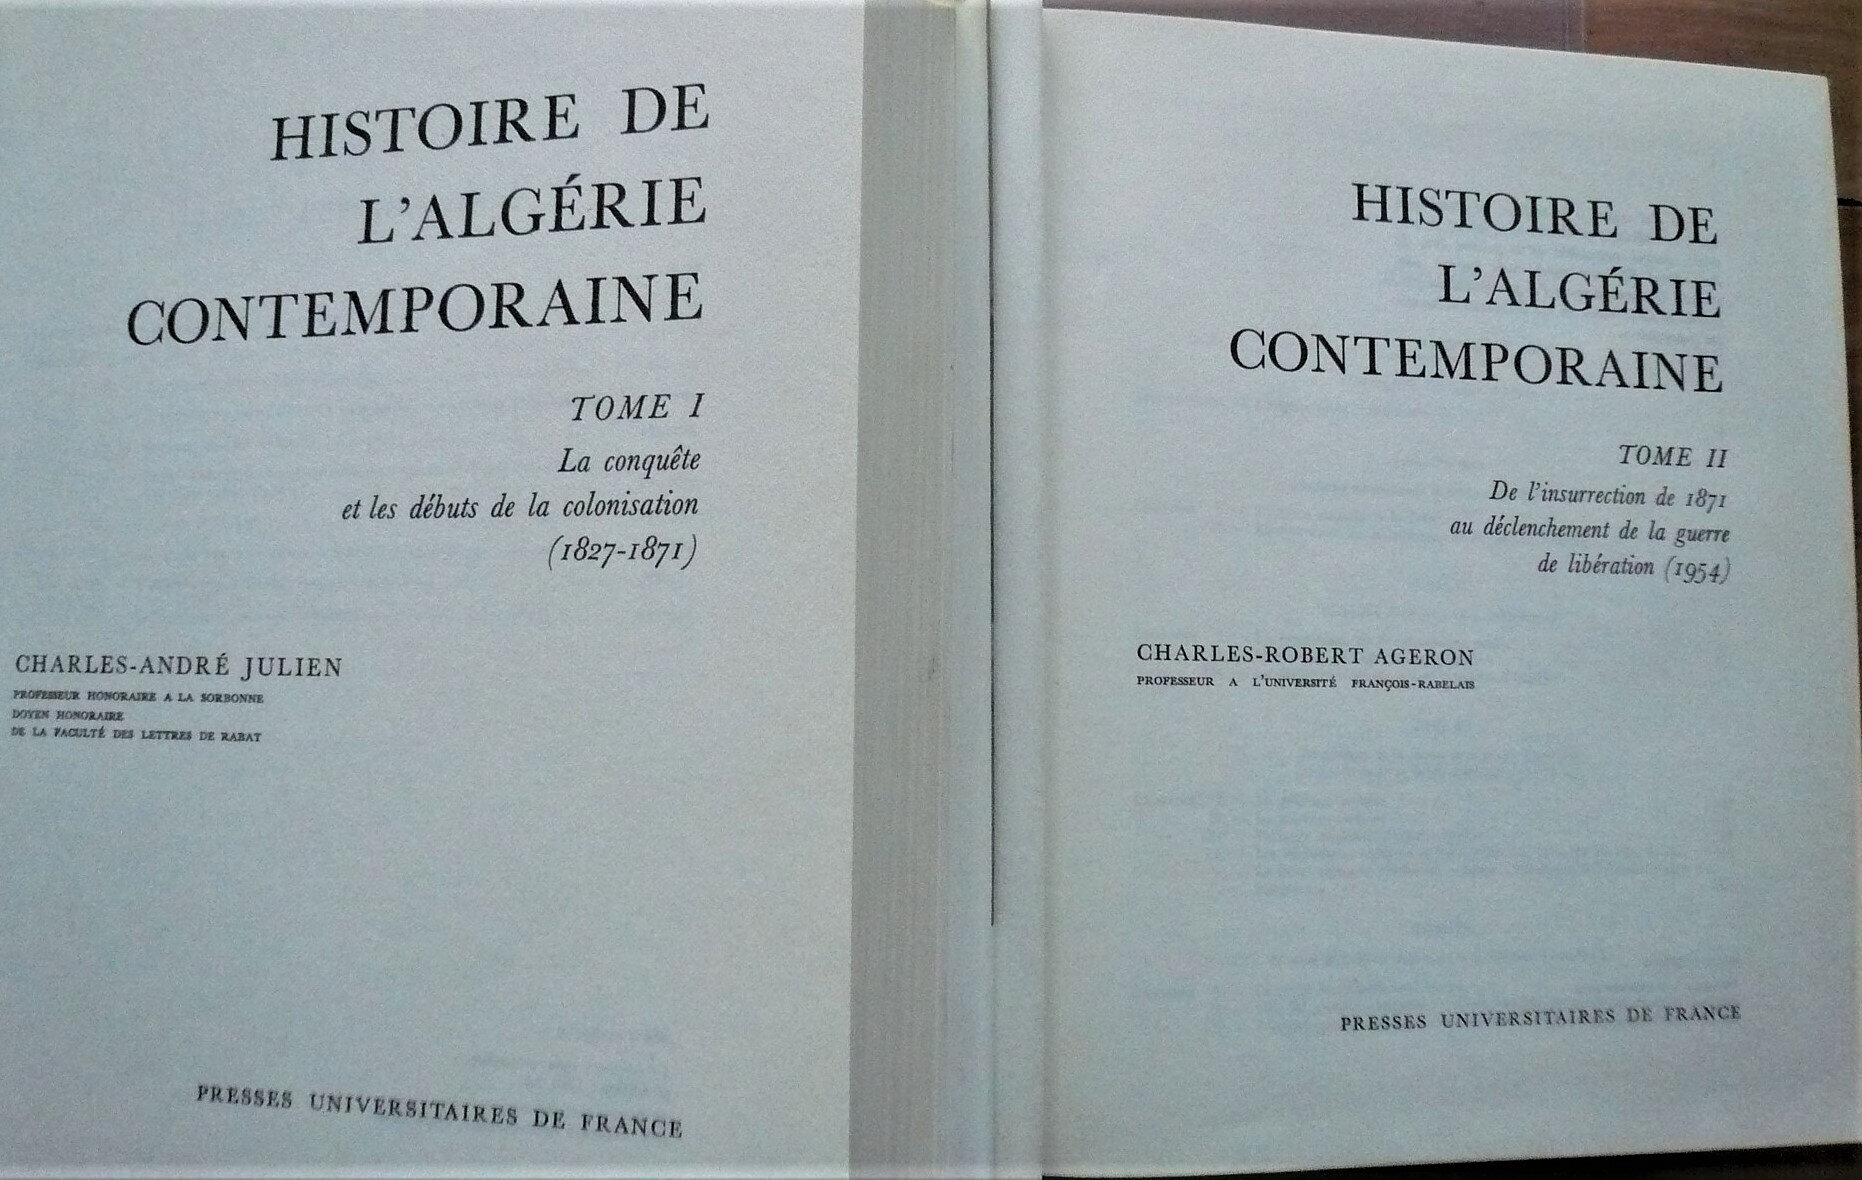 HISTOIRE DE
L'ALGÉRIE
CONTEMPORAINE
TOME I
La conquête
et les débuts de la colonisation
(1827-1871)
CHARLES-ANDRÉ JULIEN
PROFESSEUR HONORAIRE A LA SORBONNE
DOYEN HONORAIRE
DE LA FACULTÉ DES LETTRES DE RABAT
PRESSES UNIVERSITAIRES DE FRANCE
HISTOIRE DE
L'ALGÉRIE
CONTEMPORAINE
TOME II
De l'insurrection de 1871
au déclenchement de la guerre
de libération (1954)
CHARLES-ROBERT AGERON
PROFESSEUR A L'UNIVERSITÉ FRANÇOIS-RABELAIS
PRESSES UNIVERSITAIRES DE FRANCE